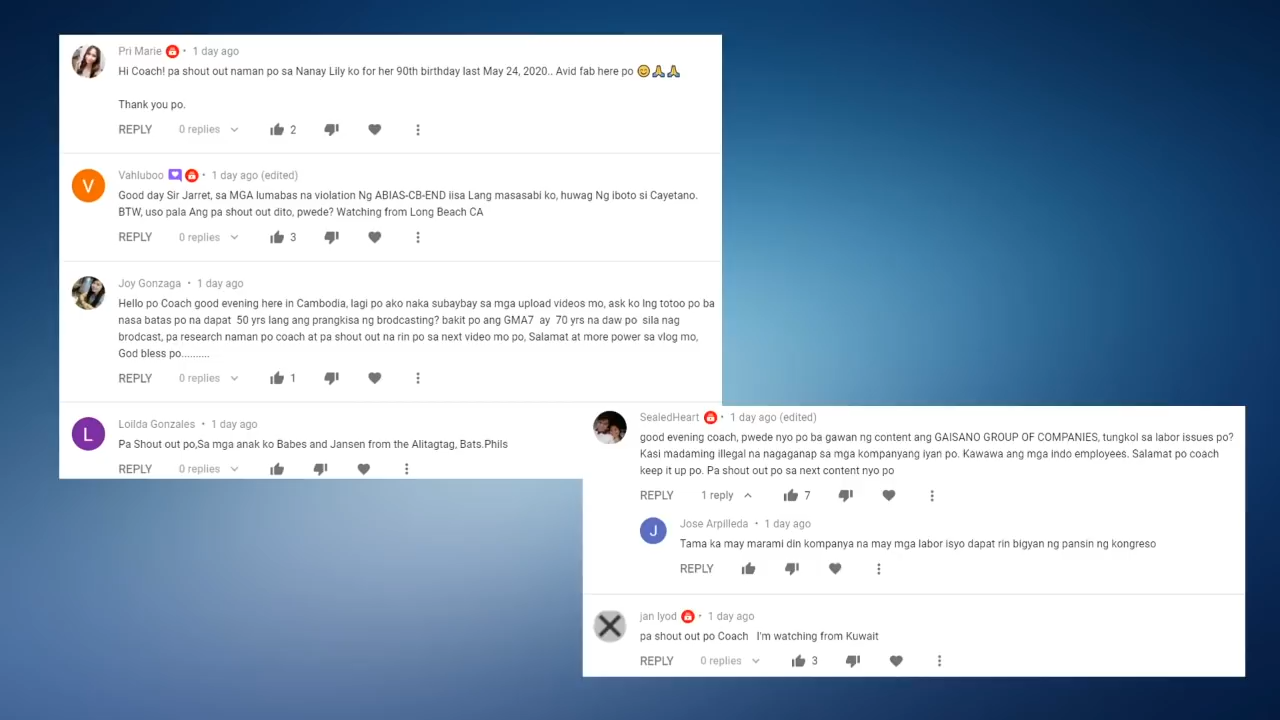 Pri Marie • 1 day ago
Hi Coach! pa shout out naman po sa Nanay Lily ko for her 90th birthday last May 24, 2020.. Avid fab here po 😊🙏🙏
Thank you po.
REPLY 0 replies 2
V
Vahluboo • 1 day ago (edited)
Good day Sir Jarret, sa MGA lumabas na violation Ng ABIAS-CB-END iisa Lang masasabi ko, huwag Ng iboto si Cayetano.
BTW, uso pala Ang pa shout out dito, pwede? Watching from Long Beach CA
REPLY 0 replies 3
Joy Gonzaga • 1 day ago
Hello po Coach good evening here in Cambodia, lagi po ako naka subaybay sa mga upload videos mo, ask ko lng totoo po ba
nasa batas po na dapat 50 yrs lang ang prangkisa ng brodcasting? bakit po ang GMA7 ay 70 yrs na daw po sila nag
brodcast, pa research naman po coach at pa shout out na rin po sa next video mo po, Salamat at more power sa vlog mo,
God bless po..........
REPLY 0 replies 1
L
Loilda Gonzales • 1 day ago
Pa Shout out po,Sa mga anak ko Babes and Jansen from the Alitagtag, Bats.Phils
REPLY 0 replies
SealedHeart • 1 day ago (edited)
good evening coach, pwede nyo po ba gawan ng content ang GAISANO GROUP OF COMPANIES, tungkol sa labor issues po?
Kasi madaming illegal na nagaganap sa mga kompanyang iyan po. Kawawa ang mga indo employees. Salamat po coach
keep it up po. Pa shout out po sa next content nyo po
REPLY 1 reply 7
J
Jose Arpilleda • 1 day ago
Tama ka may marami din kompanya na may mga labor isyo dapat rin bigyan ng pansin ng kongreso
REPLY
jan lyod • 1 day ago
pa shout out po Coach I'm watching from Kuwait
REPLY 0 replies 3